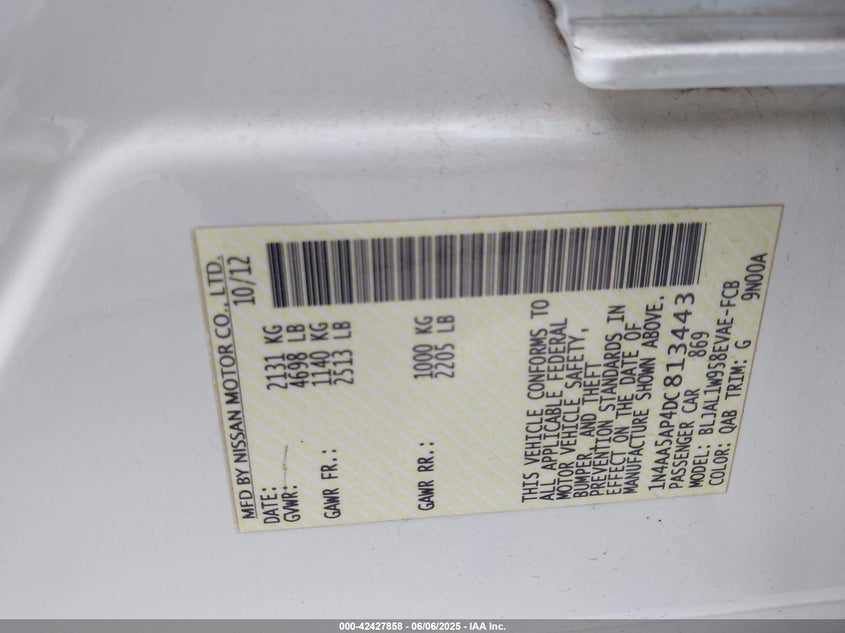 MFD BY NISSAN MOTOR CO., LTD.
DATE: 10/12
GVWR: 2131 KG
4698 LB
GAWR FR.: 1140 KG
2513 LB
GAWR RR.: 1000 KG
2205 LB
THIS VEHICLE CONFORMS TO
ALL APPLICABLE FEDERAL
MOTOR VEHICLE SAFETY,
BUMPER, AND THEFT
PREVENTION STANDARDS IN
EFFECT ON THE DATE OF
MANUFACTURE SHOWN ABOVE.
1N4AA5AP4DC813443
PASSENGER CAR 869
MODEL: BLJAL1W958EVAE-FCB
COLOR: QAB TRIM: G 9N00A
000-42427858 - 06/06/2025 - IAA Inc.